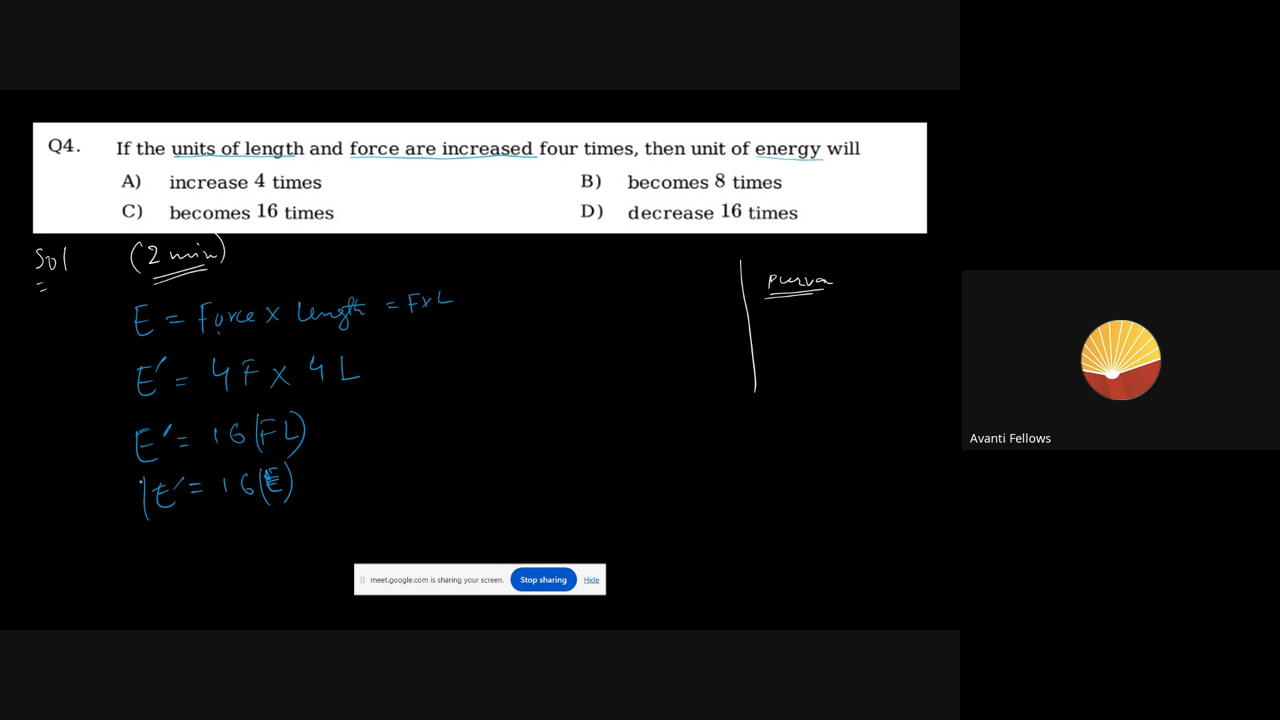 Q4. If the units of length and force are increased four times, then unit of energy will
A) increase 4 times B) becomes 8 times
C) becomes 16 times D) decrease 16 times
Sol (2 min)
purva
E = Force x length = F x L
E' = 4F x 4L
E' = 16(FL)
E' = 16(E)
Avanti Fellows
meet.google.com is sharing your screen. Stop sharing Hide